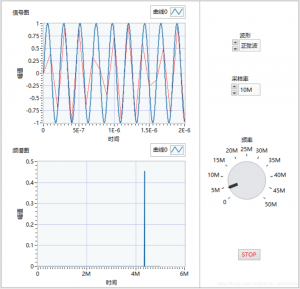 信号图
曲线0
1
0.8
0.6
0.4
0.2
0
-0.2
-0.4
-0.6
-0.8
-1
幅值
0
5E-7
1E-6
1.5E-6
2E-6
时间
频谱图
曲线0
0.5
0.4
0.3
0.2
0.1
0
幅值
0
2M
4M
6M
时间
波形
正弦波
采样率
10M
频率
0
5M
10M
15M
20M
25M
30M
35M
40M
45M
50M
STOP